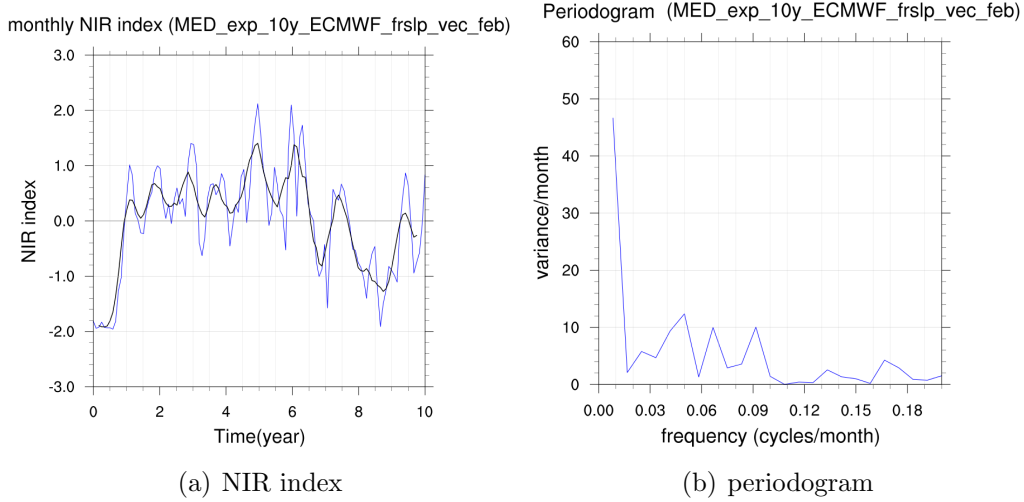 monthly NIR index (MED_exp_10y_ECMWF_frslp_vec_feb)
3.0
2.0
1.0
0.0
-1.0
-2.0
-3.0
NIR index
0 2 4 6 8 10
Time(year)
(a) NIR index
Periodogram (MED_exp_10y_ECMWF_frslp_vec_feb)
60
50
40
30
20
10
0
variance/month
0.00 0.03 0.06 0.09 0.12 0.15 0.18
frequency (cycles/month)
(b) periodogram